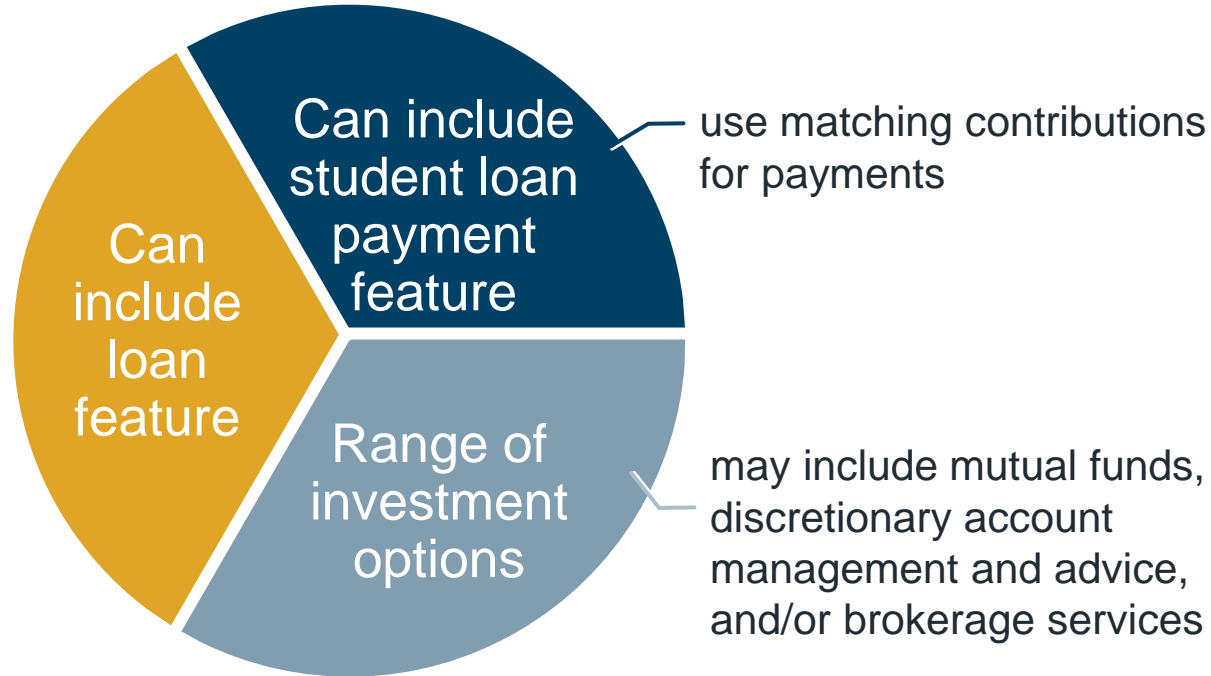 Can include
student loan
payment
feature
use matching contributions
for payments
Can
include
loan
feature
Range of
investment
options
may include mutual funds,
discretionary account
management and advice,
and/or brokerage services